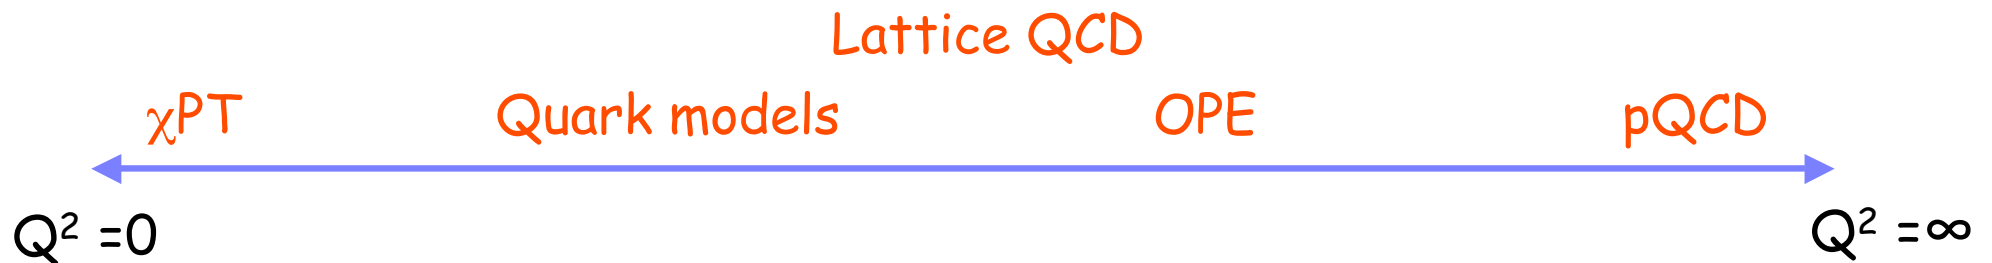 Lattice QCD
χPT Quark models OPE pQCD
Q² =0 Q² =∞